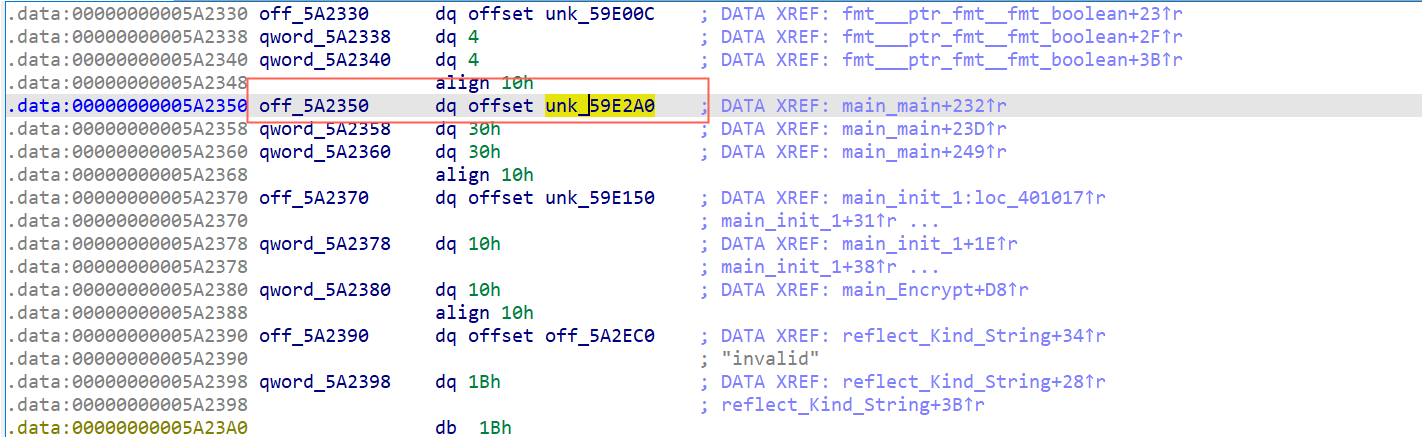 .data:00000000005A2330 off_5A2330 dq offset unk_59E00C ; DATA XREF: fmt___ptr_fmt__fmt_boolean+23↑r
.data:00000000005A2338 qword_5A2338 dq 4 ; DATA XREF: fmt___ptr_fmt__fmt_boolean+2F↑r
.data:00000000005A2340 qword_5A2340 dq 4 ; DATA XREF: fmt___ptr_fmt__fmt_boolean+3B↑r
.data:00000000005A2348 align 10h
.data:00000000005A2350 off_5A2350 dq offset unk_59E2A0 ; DATA XREF: main_main+232↑r
.data:00000000005A2358 qword_5A2358 dq 30h ; DATA XREF: main_main+23D↑r
.data:00000000005A2360 qword_5A2360 dq 30h ; DATA XREF: main_main+249↑r
.data:00000000005A2368 align 10h
.data:00000000005A2370 off_5A2370 dq offset unk_59E150 ; DATA XREF: main_init_1:loc_401017↑r
.data:00000000005A2370 ; main_init_1+31↑r ...
.data:00000000005A2378 qword_5A2378 dq 10h ; DATA XREF: main_init_1+1E↑r
.data:00000000005A2378 ; main_init_1+38↑r ...
.data:00000000005A2380 qword_5A2380 dq 10h ; DATA XREF: main_Encrypt+D8↑r
.data:00000000005A2388 align 10h
.data:00000000005A2390 off_5A2390 dq offset off_5A2EC0 ; DATA XREF: reflect_Kind_String+34↑r
.data:00000000005A2390 ; "invalid"
.data:00000000005A2398 qword_5A2398 dq 1Bh ; DATA XREF: reflect_Kind_String+28↑r
.data:00000000005A2398 ; reflect_Kind_String+3B↑r
.data:00000000005A23A0 db 1Bh